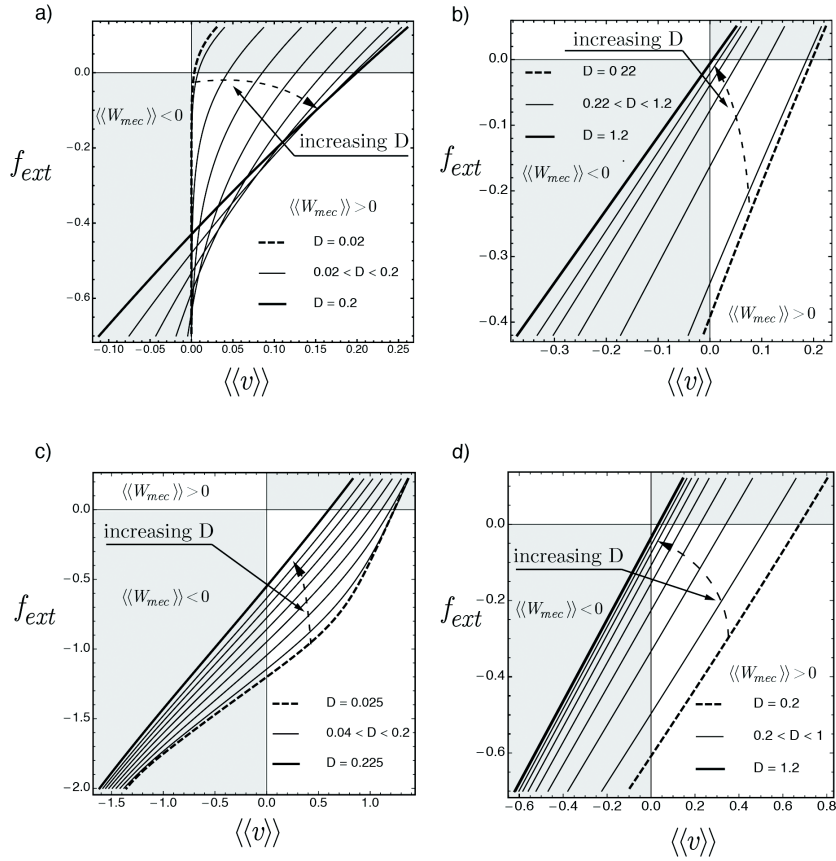 a)
0.0
−0.2
−0.4
−0.6
f_ext
⟨⟨W_mec⟩⟩<0
increasing D
⟨⟨W_mec⟩⟩>0
D = 0.02
0.02 < D < 0.2
D = 0.2
−0.10 −0.05 0.00 0.05 0.10 0.15 0.20 0.25
⟨⟨v⟩⟩
b)
increasing D
0.0
−0.1
−0.2
−0.3
−0.4
f_ext
D = 0 22
0.22 < D < 1.2
D = 1.2
⟨⟨W_mec⟩⟩<0
⟨⟨W_mec⟩⟩>0
−0.3 −0.2 −0.1 0.0 0.1 0.2
⟨⟨v⟩⟩
c)
⟨⟨W_mec⟩⟩>0
0.0
−0.5
−1.0
−1.5
−2.0
f_ext
increasing D
⟨⟨W_mec⟩⟩<0
D = 0.025
0.04 < D < 0.2
D = 0.225
−1.5 −1.0 −0.5 0.0 0.5 1.0
⟨⟨v⟩⟩
d)
0.0
−0.2
−0.4
−0.6
f_ext
increasing D
⟨⟨W_mec⟩⟩<0
⟨⟨W_mec⟩⟩>0
D = 0.2
0.2 < D < 1
D = 1.2
−0.6 −0.4 −0.2 0.0 0.2 0.4 0.6 0.8
⟨⟨v⟩⟩